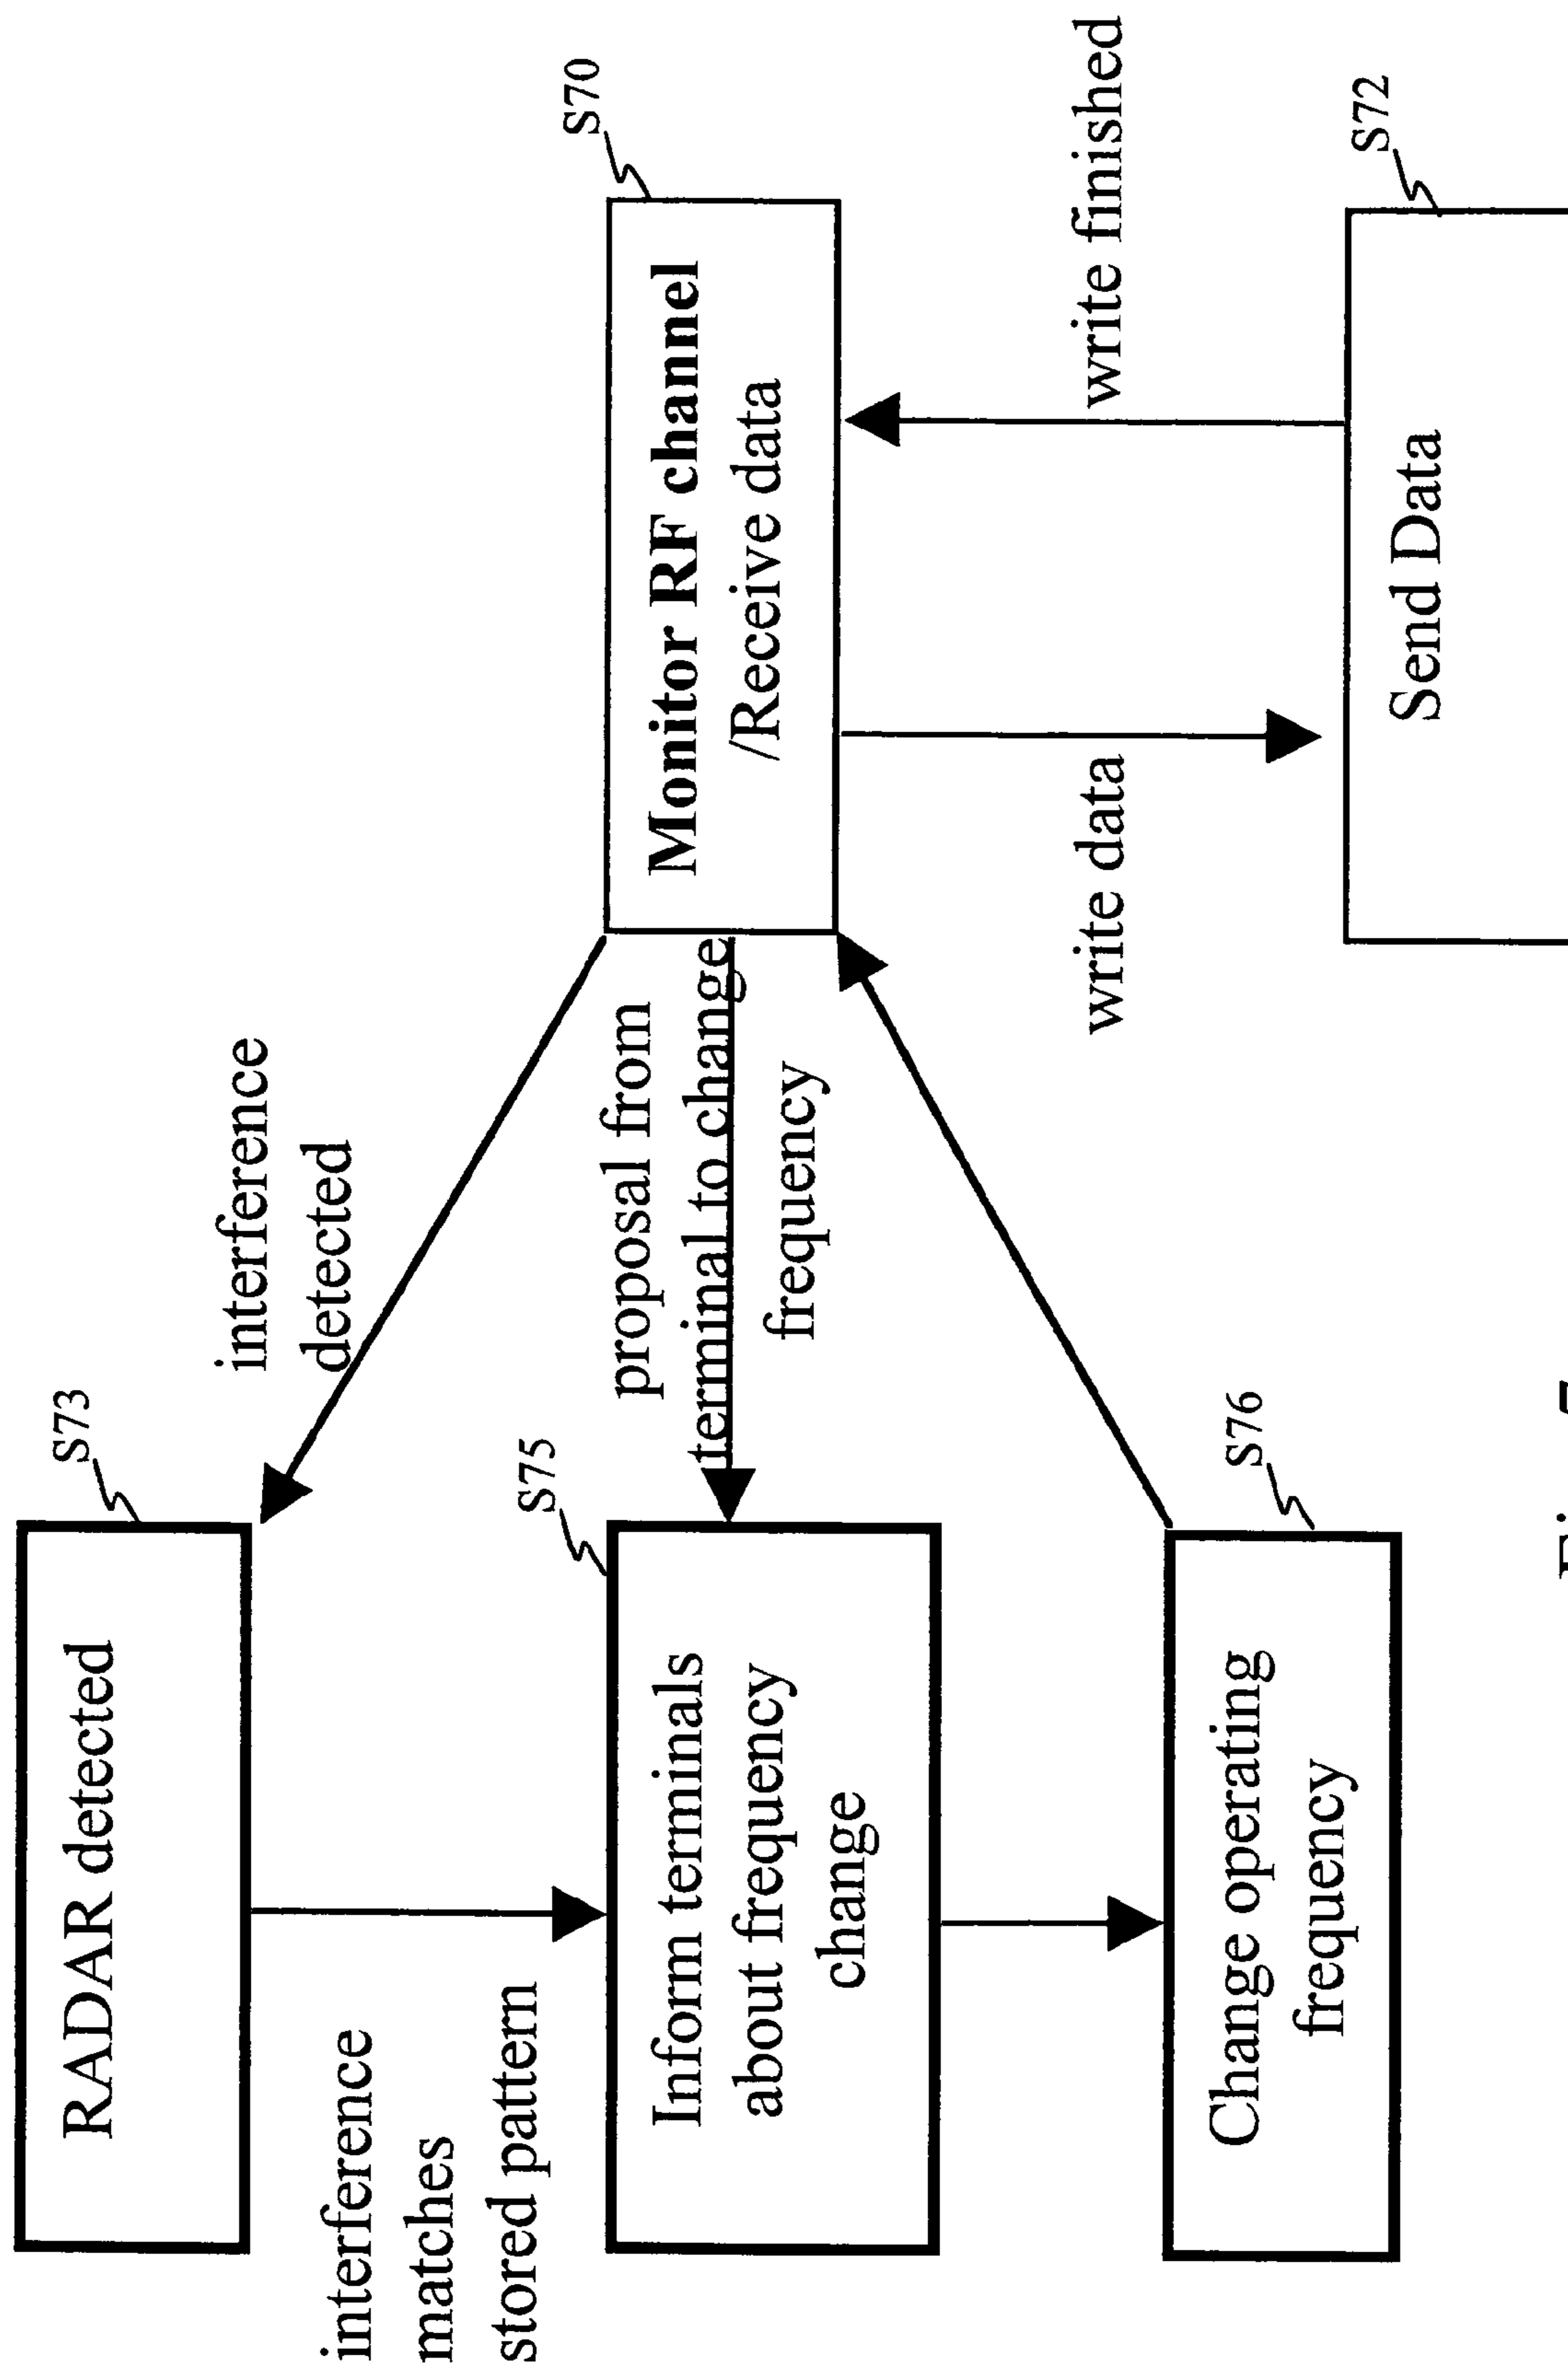 RADAR detected
S73
interference
detected
interference
matches
stored pattern
Inform terminals
about frequency
change
S75
proposal from
terminal to change
frequency
Monitor RF channel
/Receive data
S70
Change operating
frequency
S76
write data
write finished
Send Data
S72